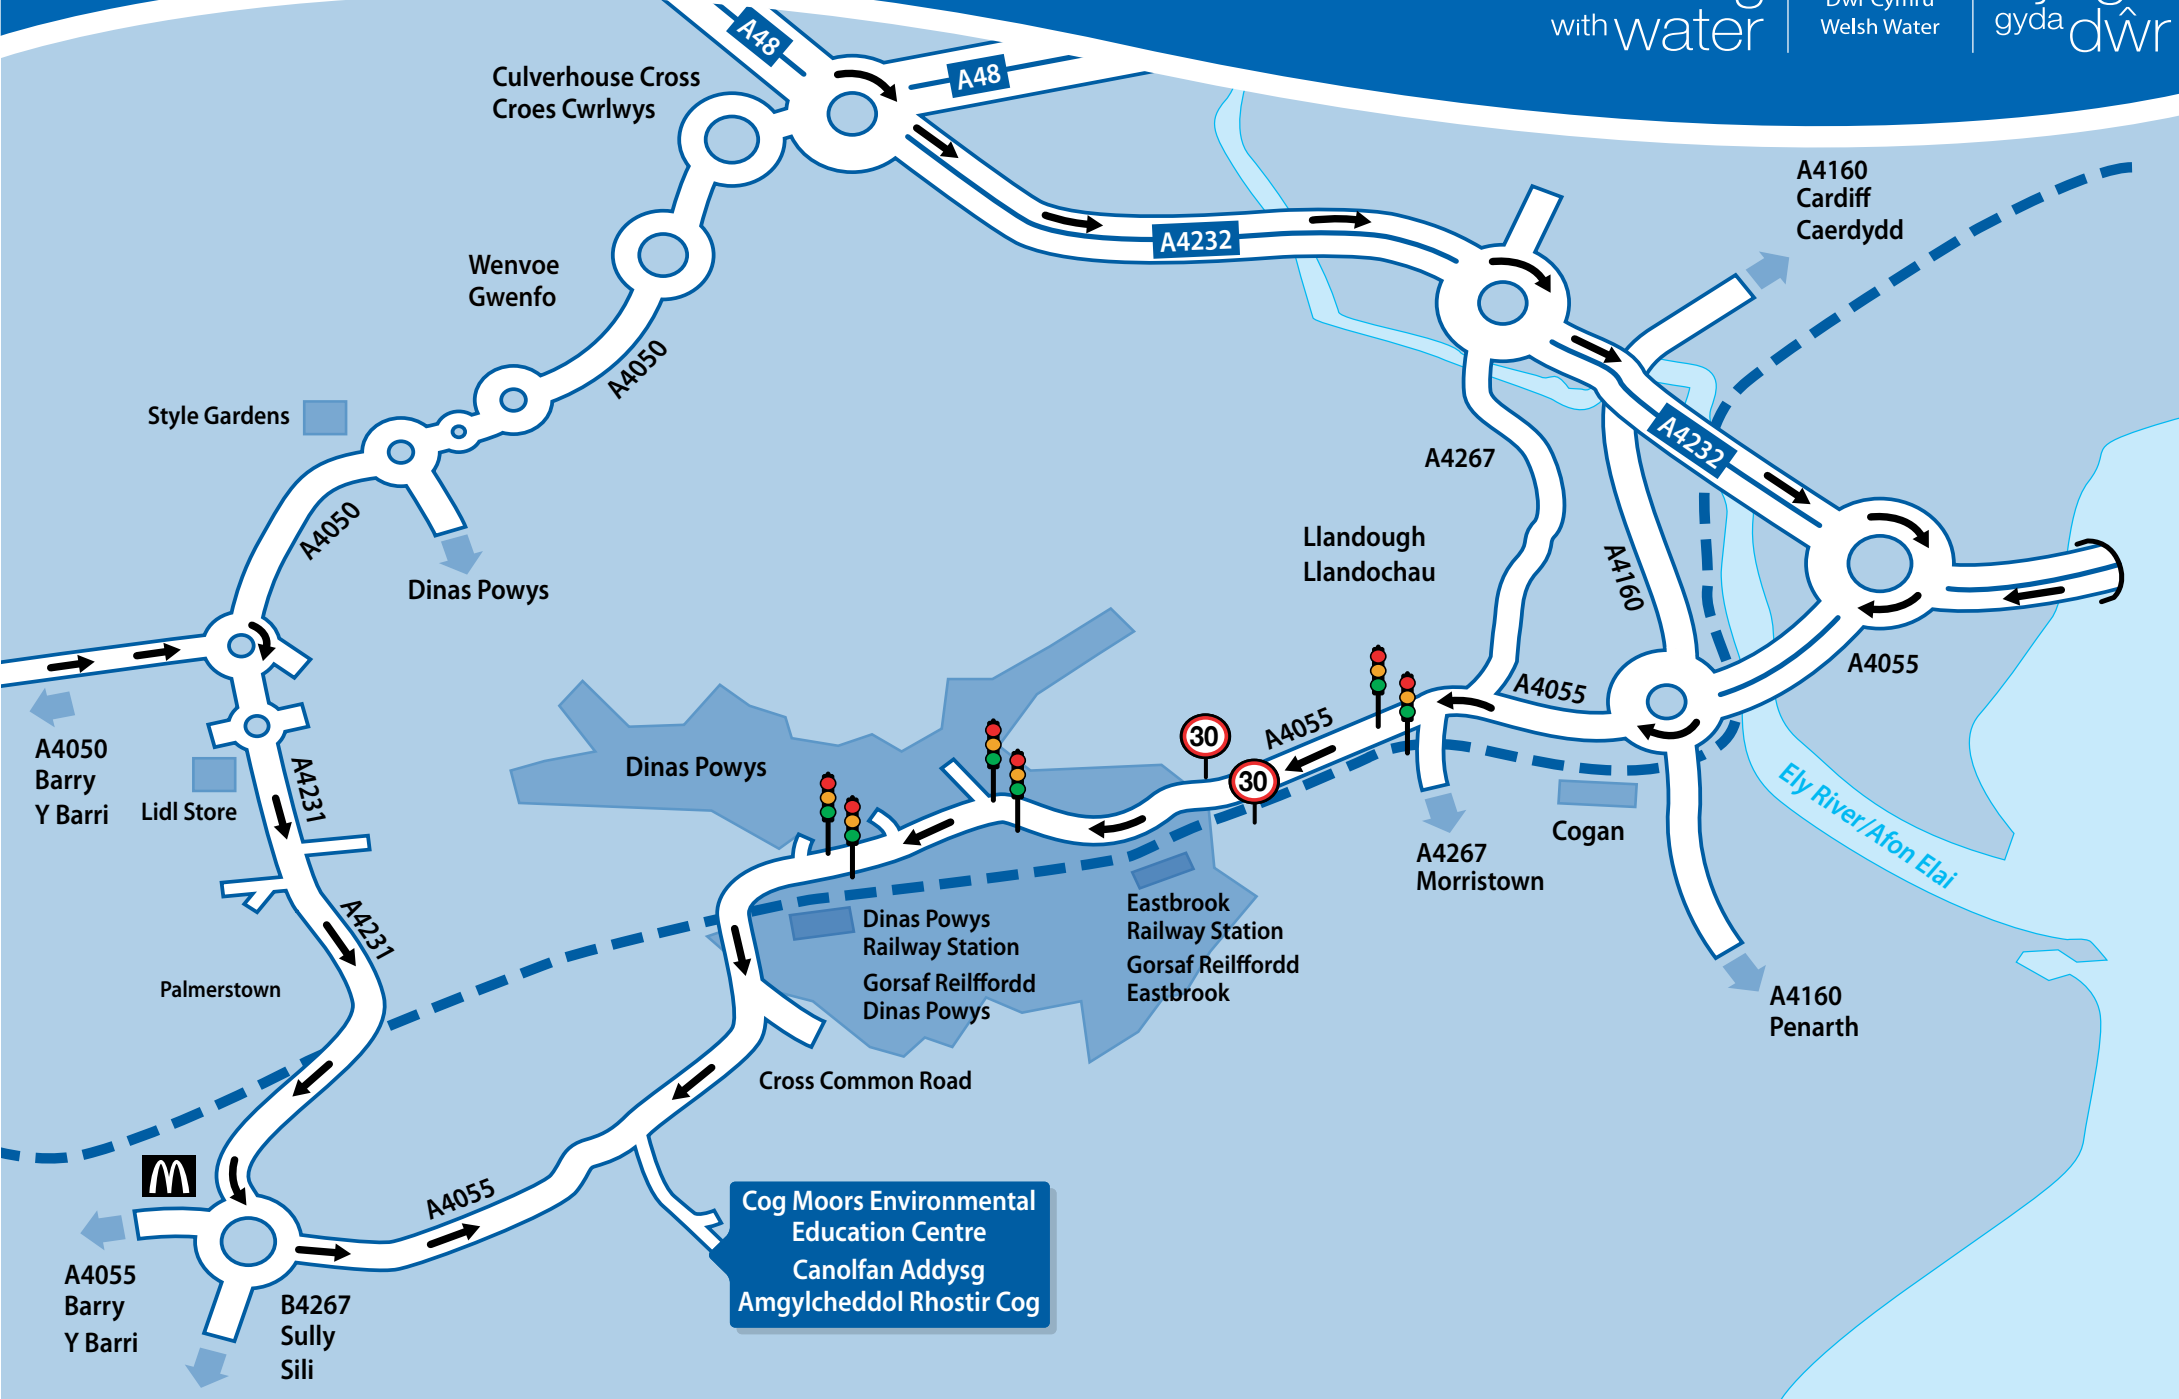 with water
Dŵr Cymru
Welsh Water
gyda dŵr
A48
A48
Culverhouse Cross
Croes Cwrlwys
A4160
Cardiff
Caerdydd
A4232
Wenvoe
Gwenfo
A4050
Style Gardens
A4267
A4232
A4050
Llandough
Llandochau
A4160
Dinas Powys
A4055
A4055
A4055
30
30
A4050
Barry
Y Barri
Lidl Store
A4231
Dinas Powys
Ely River/Afon Elai
Cogan
A4267
Morristown
A4231
Dinas Powys
Railway Station
Gorsaf Reilffordd
Dinas Powys
Eastbrook
Railway Station
Gorsaf Reilffordd
Eastbrook
Palmerstown
A4160
Penarth
Cross Common Road
A4055
Cog Moors Environmental
Education Centre
Canolfan Addysg
Amgylcheddol Rhostir Cog
A4055
Barry
Y Barri
B4267
Sully
Sili